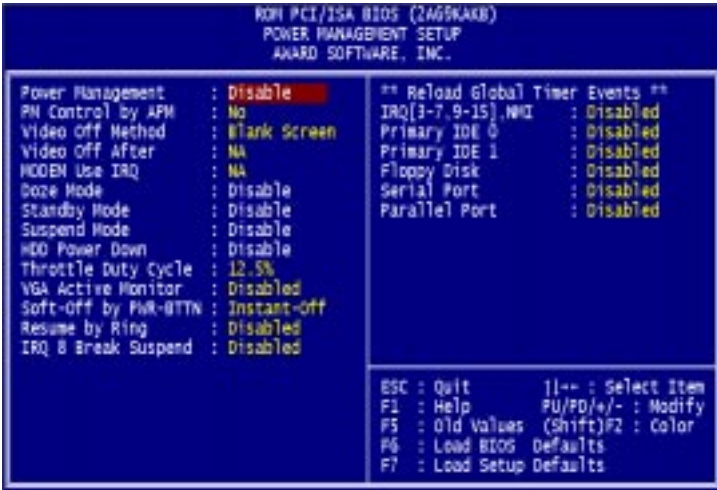 ROM PCI/ISA BIOS (2A69KAKB)
POWER MANAGEMENT SETUP
AWARD SOFTWARE, INC.
Power Management : Disable
PM Control by APM : No
Video Off Method : Blank Screen
Video Off After : NA
MODEM Use IRQ : NA
Doze Mode : Disable
Standby Mode : Disable
Suspend Mode : Disable
HDD Power Down : Disable
Throttle Duty Cycle : 12.5%
VGA Active Monitor : Disabled
Soft-Off by PWR-BTTN : Instant-Off
Resume by Ring : Disabled
IRQ 8 Break Suspend : Disabled
** Reload Global Timer Events **
IRQ[3-7,9-15],NMI : Disabled
Primary IDE 0 : Disabled
Primary IDE 1 : Disabled
Floppy Disk : Disabled
Serial Port : Disabled
Parallel Port : Disabled
ESC : Quit : Select Item
F1 : Help PU/PD/+/- : Modify
F5 : Old Values (Shift)F2 : Color
F6 : Load BIOS Defaults
F7 : Load Setup Defaults